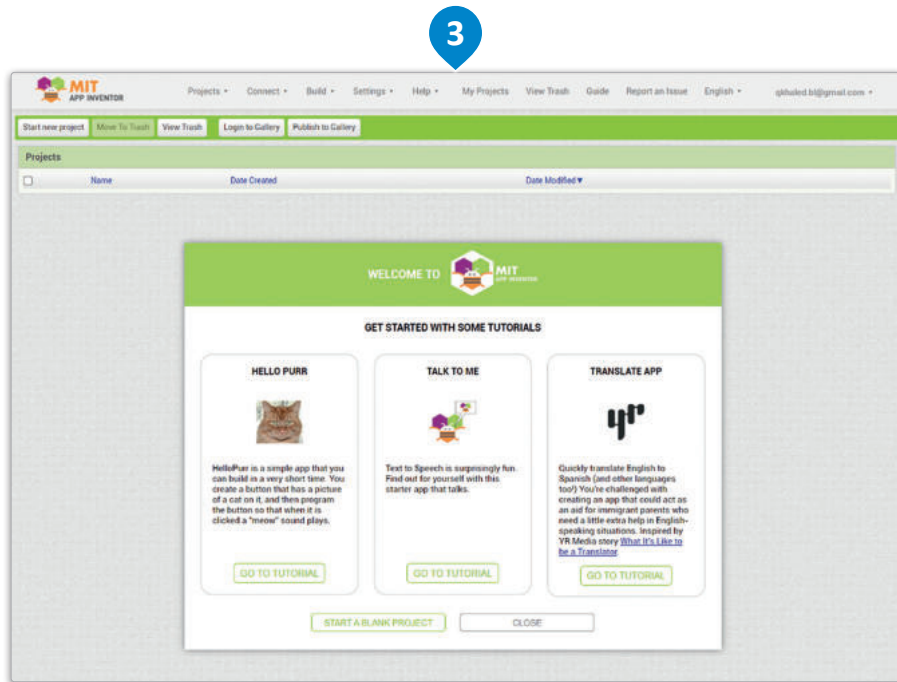 3
MIT
APP INVENTOR
Projects Connect Build Settings Help My Projects View Trash Guide Report an Issue English
Start new project Move To Trash View Trash Login to Gallery Publish to Gallery
Projects
Name Date Created Date Modified
WELCOME TO MIT
APP INVENTOR
GET STARTED WITH SOME TUTORIALS
HELLO PURR
HelloPurr is a simple app that you
can build in a very short time. You
create a button that has a picture
of a cat on it, and then program
the button so that when it is
clicked a "meow" sound plays.
GO TO TUTORIAL
TALK TO ME
Text to Speech is surprisingly fun.
Find out for yourself with this
starter app that talks.
GO TO TUTORIAL
TRANSLATE APP
yr
Quickly translate English to
Spanish (and other languages
too!) You're challenged with
creating an app that could act as
an aid for immigrant parents who
need a little extra help in English-
speaking situations. Inspired by
YR Media story What It's Like to
be a Translator
GO TO TUTORIAL
START A BLANK PROJECT CLOSE